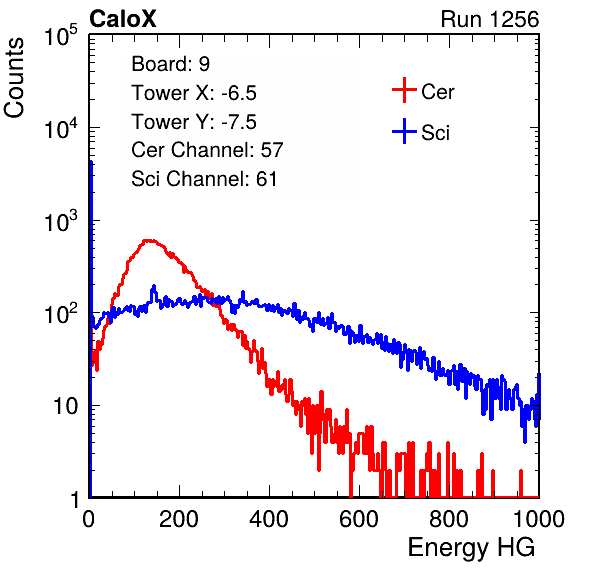 CaloX Run 1256
Counts
Board: 9
Tower X: -6.5
Tower Y: -7.5
Cer Channel: 57
Sci Channel: 61
Cer
Sci
10^5
10^4
10^3
10^2
10
1
0 200 400 600 800 1000
Energy HG